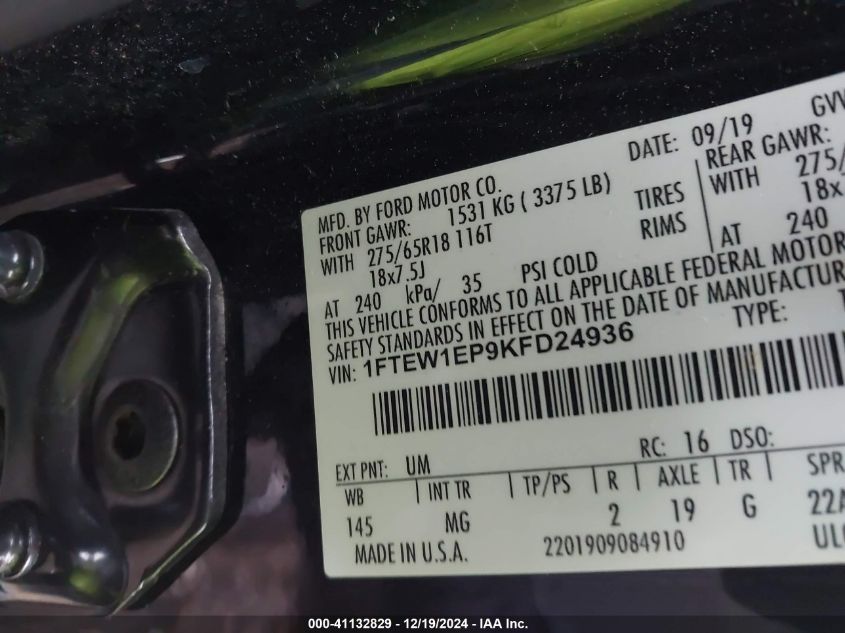 MFD. BY FORD MOTOR CO. DATE: 09/19 GVW
FRONT GAWR: 1531 KG ( 3375 LB) REAR GAWR:
WITH 275/65R18 116T TIRES WITH 275/
18x7.5J RIMS 18x
AT 240 kPa/ 35 PSI COLD AT 240
THIS VEHICLE CONFORMS TO ALL APPLICABLE FEDERAL MOTOR
SAFETY STANDARDS IN EFFECT ON THE DATE OF MANUFACTURE
VIN: 1FTEW1EP9KFD24936 TYPE: T
EXT PNT: UM RC: 16 DSO:
WB INT TR TP/PS R AXLE TR SPR
145 MG 2 19 G 22A
MADE IN U.S.A. 2201909084910 ULC
000-41132829 - 12/19/2024 - IAA Inc.